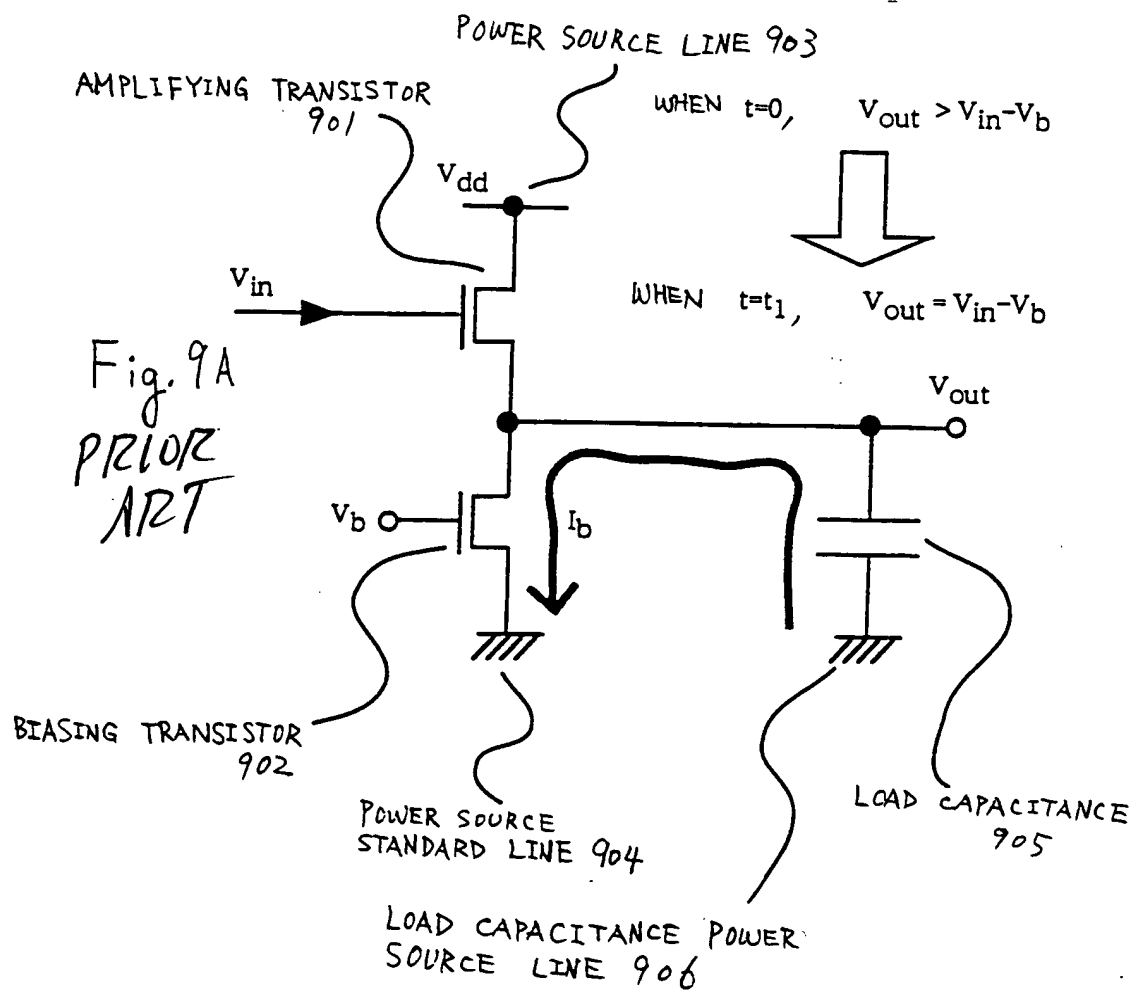 POWER SOURCE LINE 903
AMPLIFYING TRANSISTOR
901
WHEN t=0, Vout > Vin-Vb
Vdd
Vin
WHEN t=t1, Vout = Vin-Vb
Fig. 9A
PRIOR
ART
Vout
Vb
Ib
BIASING TRANSISTOR
902
POWER SOURCE
STANDARD LINE 904
LOAD CAPACITANCE
905
LOAD CAPACITANCE POWER
SOURCE LINE 906